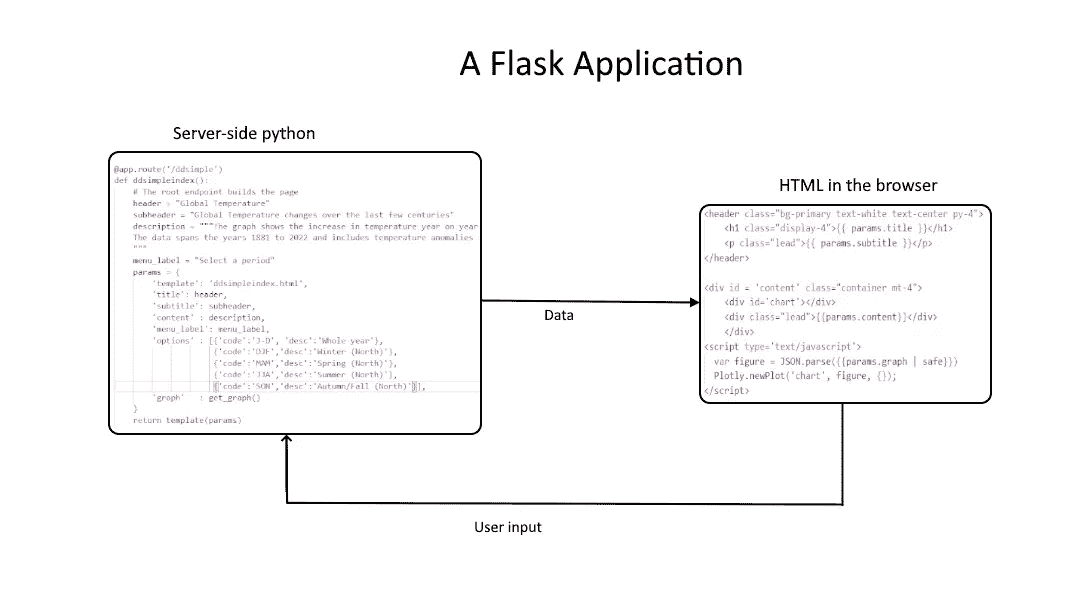 A Flask Application
Server-side python
@app.route('/ddsimple')
def ddsimpleindex():
# The root endpoint builds the page
header = "Global Temperature"
subheader = "Global Temperature changes over the last few centuries"
description = """The graph shows the increase in temperature year on year
The data spans the years 1881 to 2022 and includes temperature anomalies
"""
menu_label = "Select a period"
params = {
'template': 'ddsimpleindex.html',
'title': header,
'subtitle': subheader,
'content' : description,
'menu_label': menu_label,
'options' : [{'code':'J-D', 'desc':'Whole year'},
{'code':'DJF','desc':'Winter (North)'},
{'code':'MAM','desc':'Spring (North)'},
{'code':'JJA','desc':'Summer (North)'},
{'code':'SON','desc':'Autumn/Fall (North)'}],
'graph' : get_graph()
}
return template(params)
Data
HTML in the browser
<header class="bg-primary text-white text-center py-4">
<h1 class="display-4">{{ params.title }}</h1>
<p class="lead">{{ params.subtitle }}</p>
</header>
<div id = 'content' class="container mt-4">
<div id='chart'></div>
<div class="lead">{{params.content}}</div>
</div>
<script type='text/javascript'>
var figure = JSON.parse({{params.graph | safe}})
Plotly.newPlot('chart', figure, {});
</script>
User input